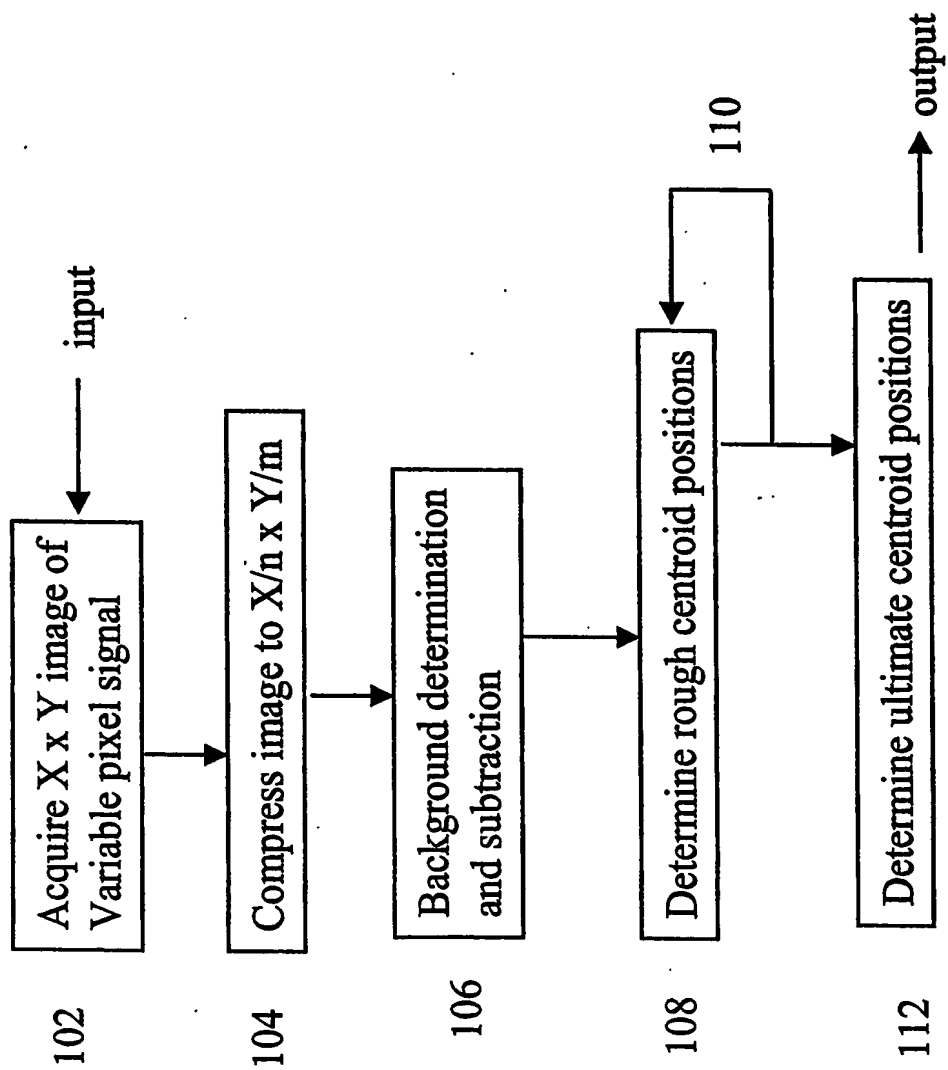 input
102
Acquire X x Y image of
Variable pixel signal
104
Compress image to X/n x Y/m
106
Background determination
and subtraction
108
Determine rough centroid positions
110
112
Determine ultimate centroid positions
output